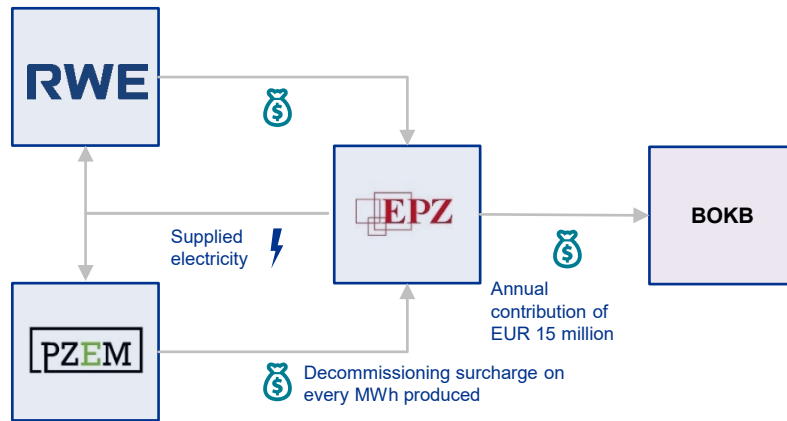 RWE
EPZ
BOKB
Supplied
electricity
Annual
contribution of
EUR 15 million
PZEM
Decommissioning surcharge on
every MWh produced